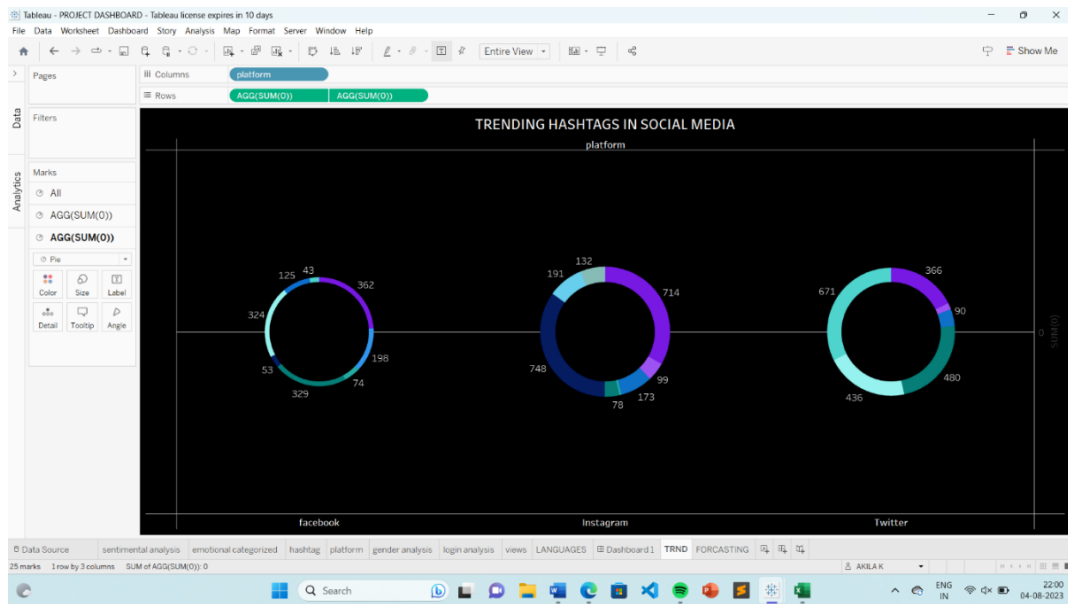 Tableau - PROJECT DASHBOARD - Tableau license expires in 10 days
File Data Worksheet Dashboard Story Analysis Map Format Server Window Help
Entire View
Show Me
Pages
Columns
platform
Rows
AGG(SUM(0)) AGG(SUM(0))
Data
Analytics
Filters
Marks
All
AGG(SUM(0))
AGG(SUM(0))
Pie
Color Size Label
Detail Tooltip Angle
TRENDING HASHTAGS IN SOCIAL MEDIA
platform
125 43 362
324 198
53 74
329
191 132 714
748 99
78 173
671 366
90
436 480
0
SUM(0)
facebook Instagram Twitter
Data Source sentimental analysis emotional categorized hashtag platform gender analysis login analysis views LANGUAGES Dashboard 1 TRND FORCASTING
25 marks 1 row by 3 columns SUM of AGG(SUM(0)): 0
AKILA K
Search
ENG
IN
22:00
04-08-2023